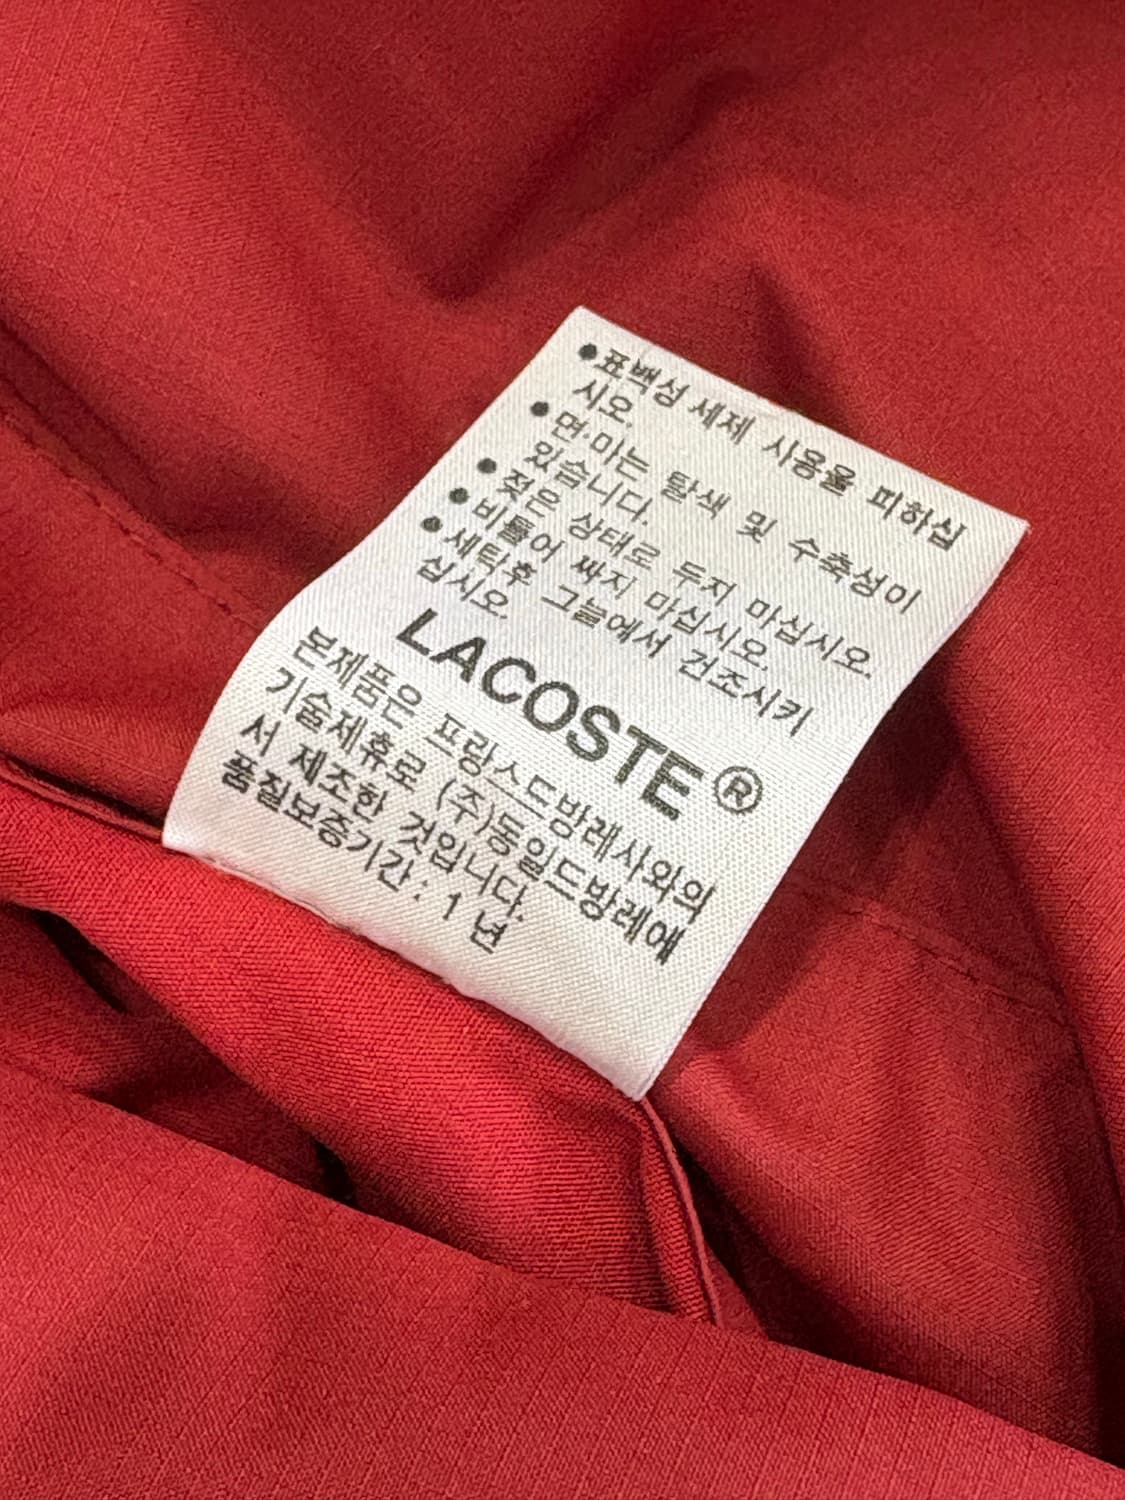 ●표백성 세제 사용을 피하십
시오.
●면·마는 탈색 및 수축성이
있습니다.
●젖은 상태로 두지 마십시오.
●비틀어 짜지 마십시오.
●세탁후 그늘에서 건조시키
십시오.
LACOSTE®
본제품은 프랑스드방레사와의
기술제휴로 (주)동일드방레에
서 제조한 것입니다.
품질보증기간 : 1 년